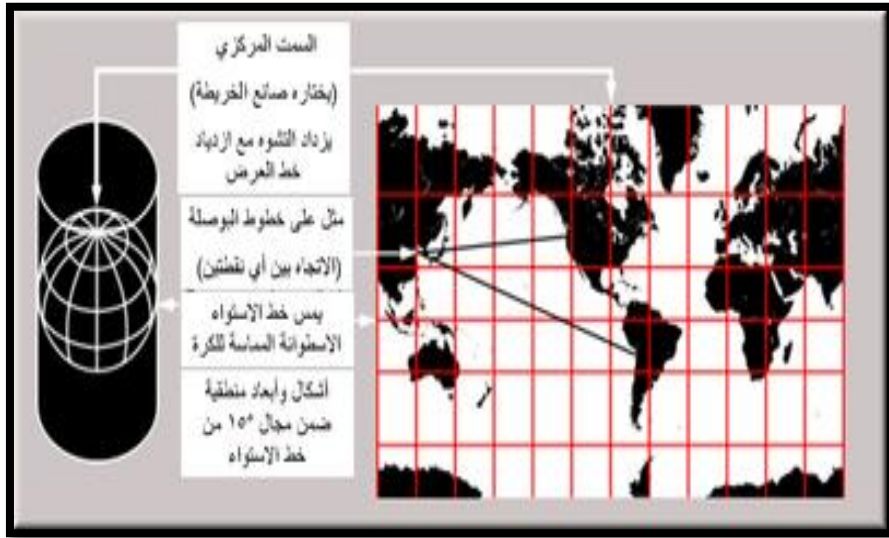 السمت المركزي
(يختاره صانع الخريطة)
يزداد التشوه مع ازدياد
خط العرض
مثل على خطوط البوصلة
(الاتجاه بين أي نقطتين)
يمس خط الاستواء
الاسطوانة المماسة للكرة
أشكال وأبعاد منطقية
ضمن مجال ١٥° من
خط الاستواء